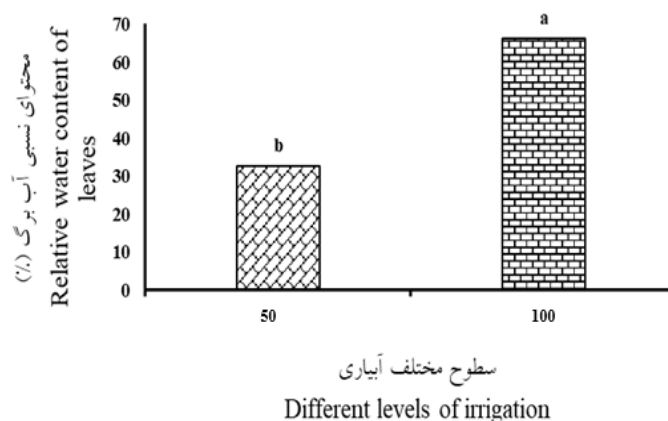 محتوای نسبی آب برگ (%)
Relative water content of
leaves
70
60
50
40
30
20
10
0
b
a
50
100
سطوح مختلف آبیاری
Different levels of irrigation